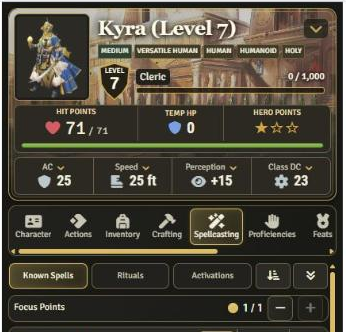 Kyra (Level 7)
MEDIUM VERSATILE HUMAN HUMAN HUMANOID HOLY
LEVEL
7
Cleric
0 / 1,000
HIT POINTS TEMP HP HERO POINTS
71 / 71 0
AC Speed Perception Class DC
25 25 ft +15 23
Character Actions Inventory Crafting Spellcasting Proficiencies Feats
Known Spells Rituals Activations
Focus Points 1 / 1